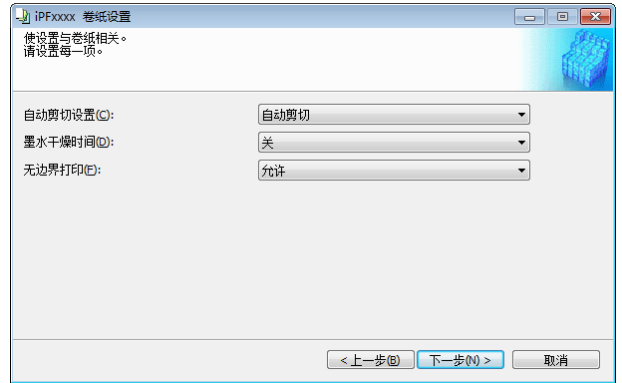 iPFxxxx 卷纸设置
使设置与卷纸相关。
请设置每一项。
自动剪切设置(C): 自动剪切
墨水干燥时间(D): 关
无边界打印(F): 允许
<上一步(B) 下一步(N) > 取消